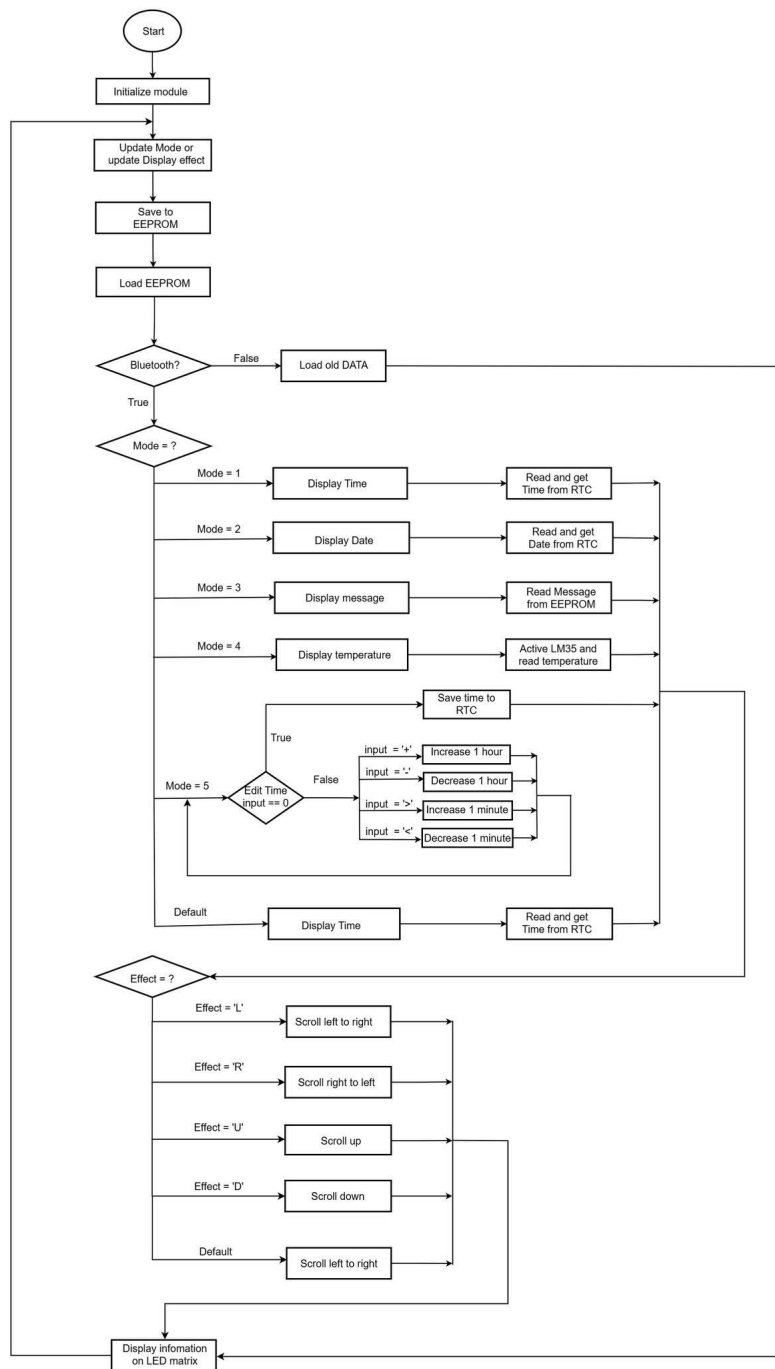 Start
Initialize module
Update Mode or
update Display effect
Save to
EEPROM
Load EEPROM
Bluetooth?
False
Load old DATA
True
Mode = ?
Mode = 1
Display Time
Read and get
Time from RTC
Mode = 2
Display Date
Read and get
Date from RTC
Mode = 3
Display message
Read Message
from EEPROM
Mode = 4
Display temperature
Active LM35 and
read temperature
Save time to
RTC
True
Mode = 5
Edit Time
input == 0
False
input = '+'
Increase 1 hour
input = '-'
Decrease 1 hour
input = '>'
Increase 1 minute
input = '<'
Decrease 1 minute
Default
Display Time
Read and get
Time from RTC
Effect = ?
Effect = 'L'
Scroll left to right
Effect = 'R'
Scroll right to left
Effect = 'U'
Scroll up
Effect = 'D'
Scroll down
Default
Scroll left to right
Display infomation
on LED matrix